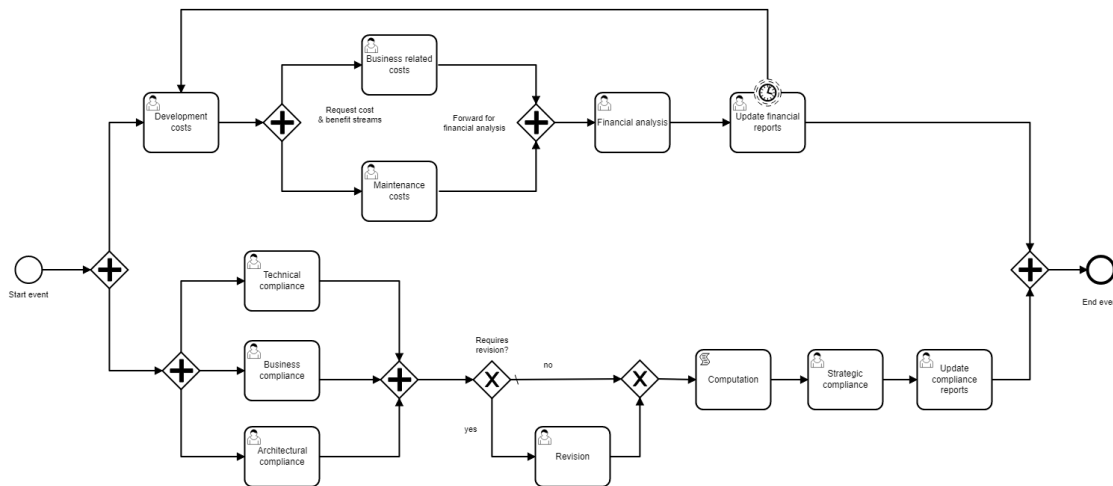 Business related
costs
Development
costs
Request cost
& benefit streams
Forward for
financial analysis
Financial analysis
Update financial
reports
Maintenance
costs
Start event
Technical
compliance
Business
compliance
Architectural
compliance
Requires
revision?
no
yes
Revision
Computation
Strategic
compliance
Update
compliance
reports
End even